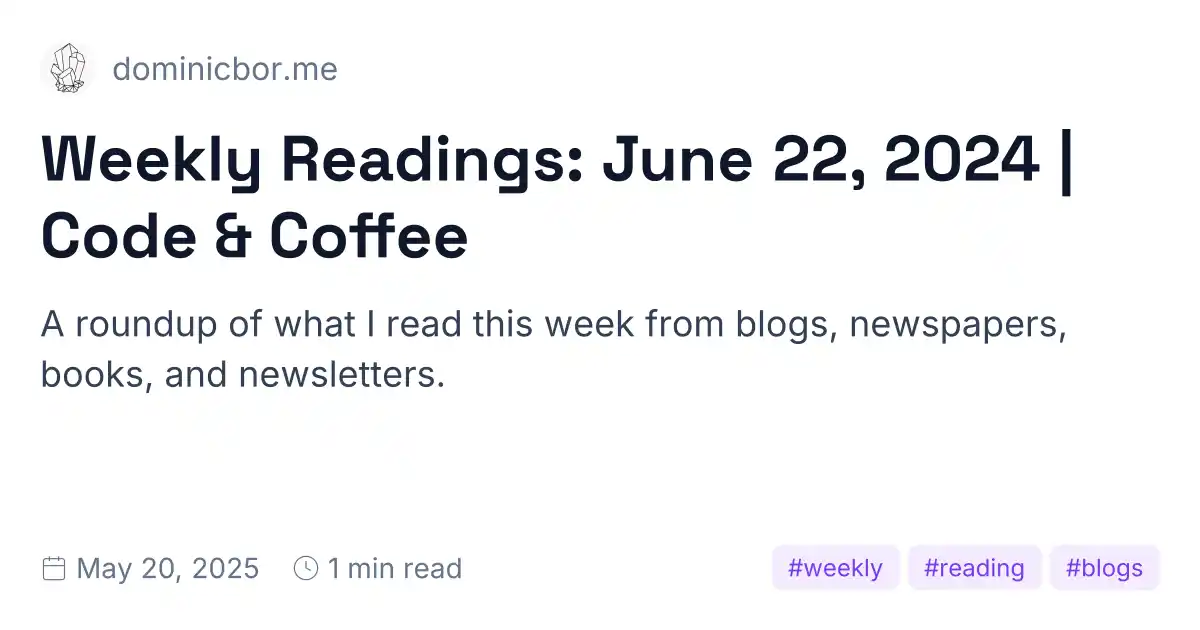 dominicbor.me
Weekly Readings: June 22, 2024 |
Code & Coffee
A roundup of what I read this week from blogs, newspapers,
books, and newsletters.
May 20, 2025 1 min read #weekly #reading #blogs